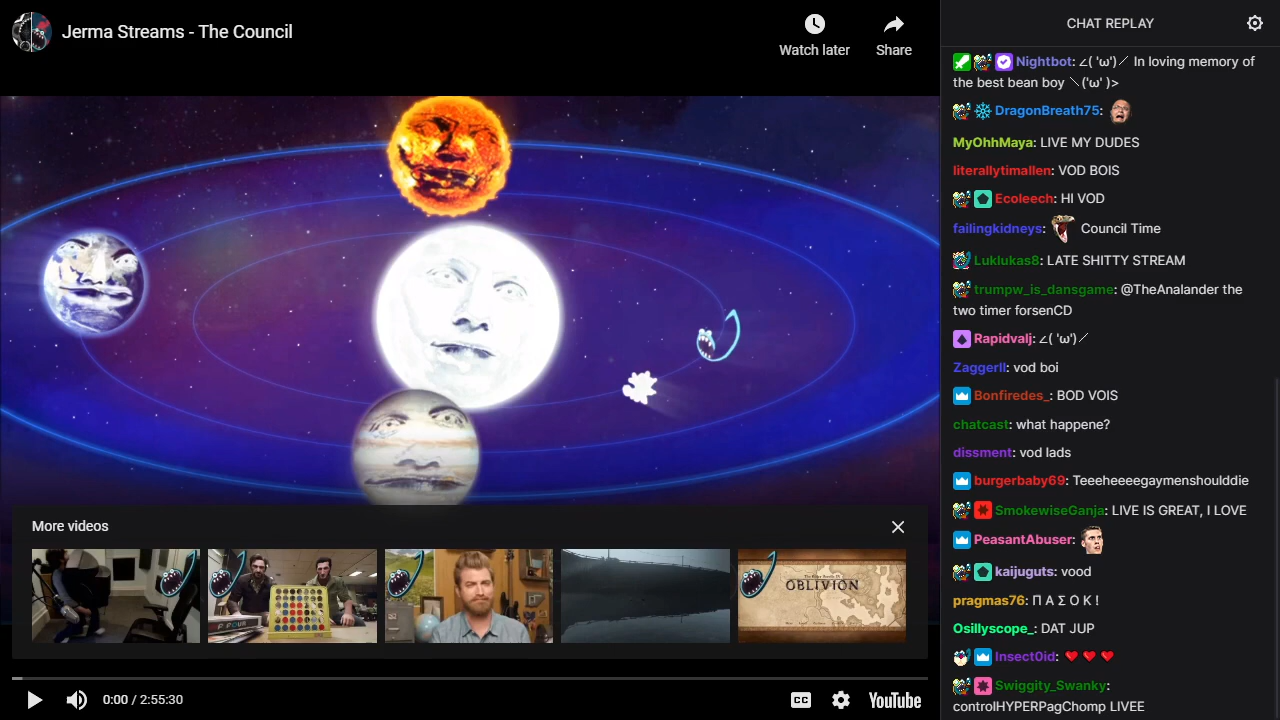 Jerma Streams - The Council
Watch later
Share
CHAT REPLAY
Nightbot: ∠( 'ω')／ In loving memory of
the best bean boy ＼('ω' )>
DragonBreath75:
MyOhhMaya: LIVE MY DUDES
literallytimallen: VOD BOIS
Ecoleech: HI VOD
failingkidneys: Council Time
Luklukas8: LATE SHITTY STREAM
trumpw_is_dansgame: @TheAnalander the
two timer forsenCD
Rapidvalj: ∠( 'ω')／
Zaggerll: vod boi
Bonfiredes_: BOD VOIS
chatcast: what happene?
dissment: vod lads
burgerbaby69: Teeeheeeegaymenshoulddie
SmokewiseGanja: LIVE IS GREAT, I LOVE
PeasantAbuser:
kaijuguts: vood
pragmas76: Π Α Σ Ο Κ !
Osillyscope_: DAT JUP
Insect0id: ❤ ❤ ❤
Swiggity_Swanky:
controlHYPERPagChomp LIVEE
More videos
FOUR
OBLIVION
0:00 / 2:55:30
CC
YouTube